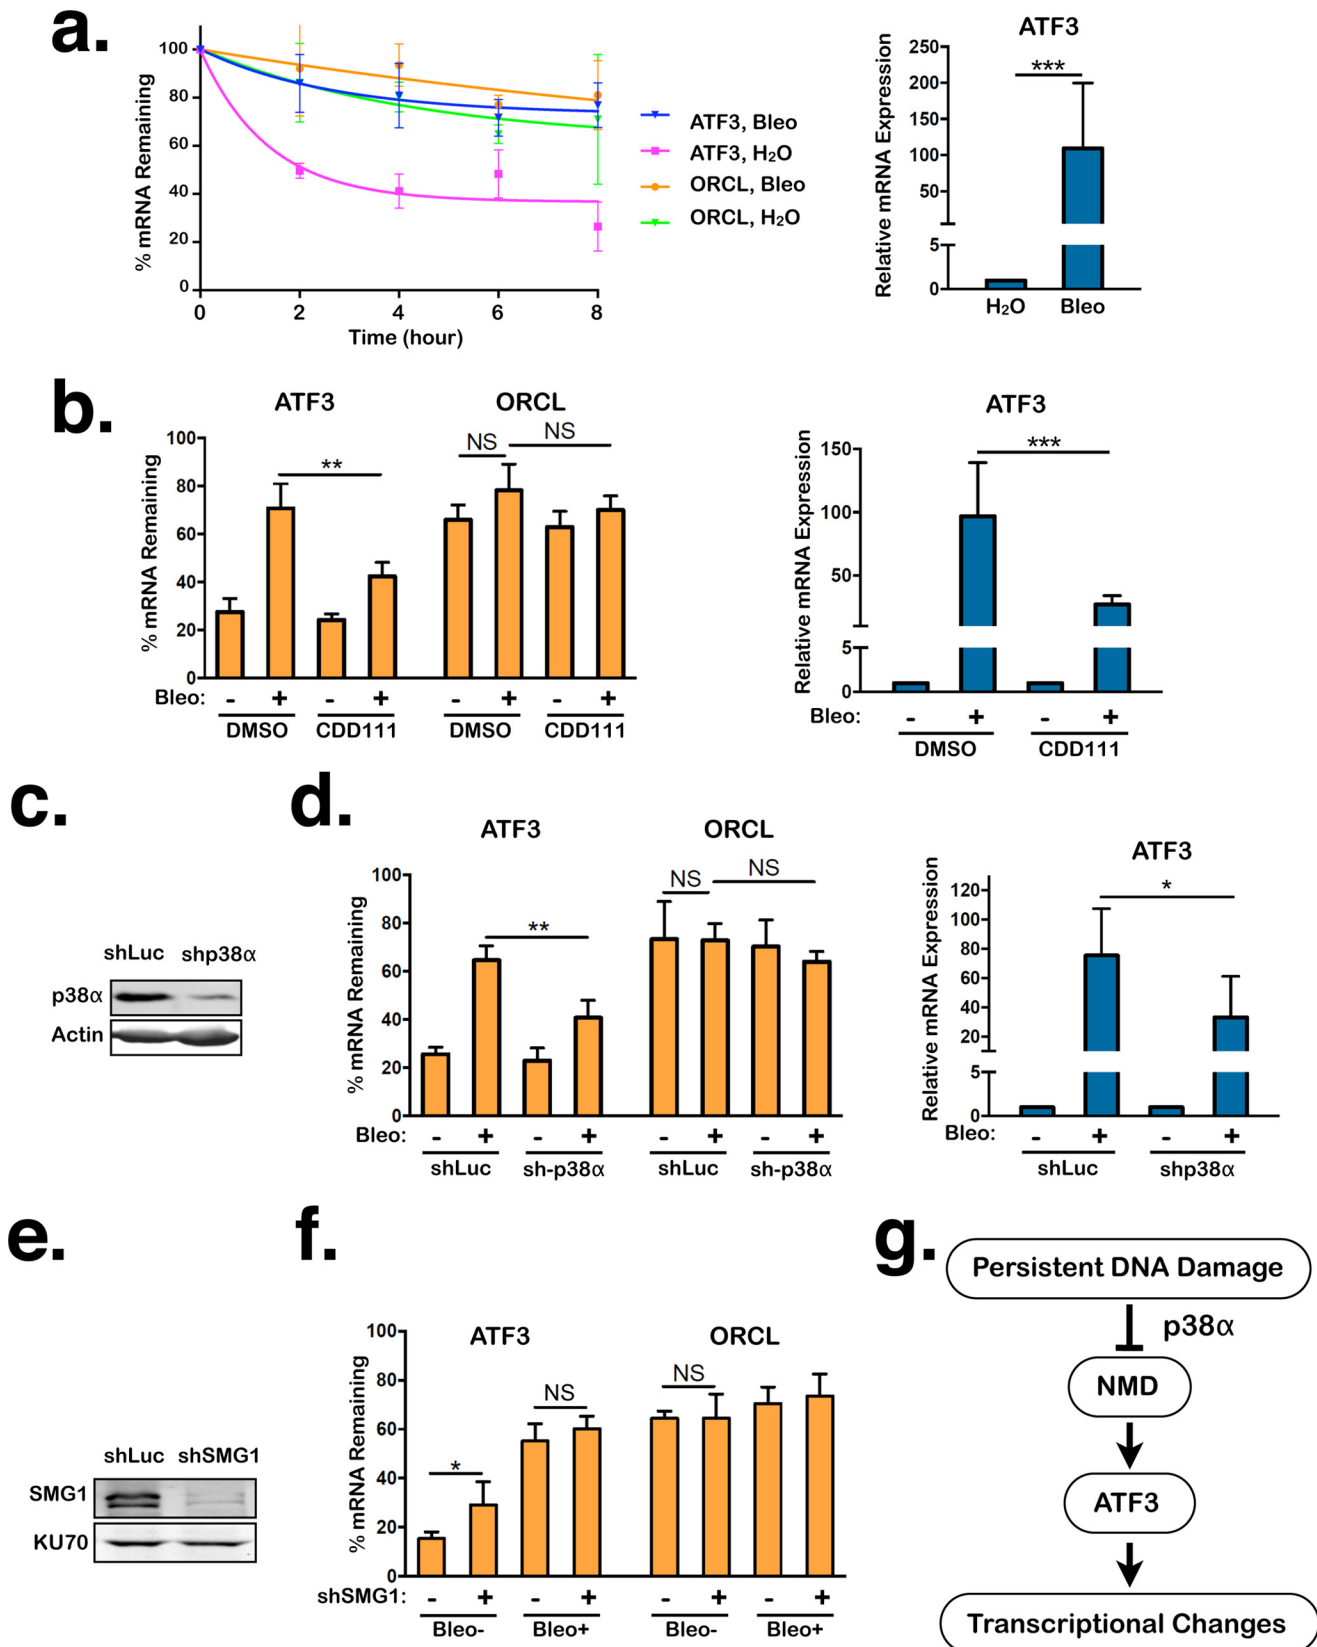 a.
100
80
60
40
20
0
% mRNA Remaining
0 2 4 6 8
Time (hour)
ATF3, Bleo
ATF3, H₂O
ORCL, Bleo
ORCL, H₂O
ATF3
***
250
200
150
100
50
5
0
Relative mRNA Expression
H₂O Bleo
b.
ATF3 ORCL
** NS NS
100
80
60
40
20
0
% mRNA Remaining
Bleo: - + - + - + - +
DMSO CDD111 DMSO CDD111
ATF3
***
150
100
50
5
0
Relative mRNA Expression
Bleo: - + - +
DMSO CDD111
c.
shLuc shp38α
p38α
Actin
d.
ATF3 ORCL
** NS NS
100
80
60
40
20
0
% mRNA Remaining
Bleo: - + - + - + - +
shLuc sh-p38α shLuc sh-p38α
ATF3
*
120
100
80
60
40
20
5
0
Relative mRNA Expression
Bleo: - + - +
shLuc shp38α
e.
shLuc shSMG1
SMG1
KU70
f.
ATF3 ORCL
* NS NS
100
80
60
40
20
0
% mRNA Remaining
shSMG1: - + - + - + - +
Bleo- Bleo+ Bleo- Bleo+
g.
Persistent DNA Damage
p38α
NMD
ATF3
Transcriptional Changes